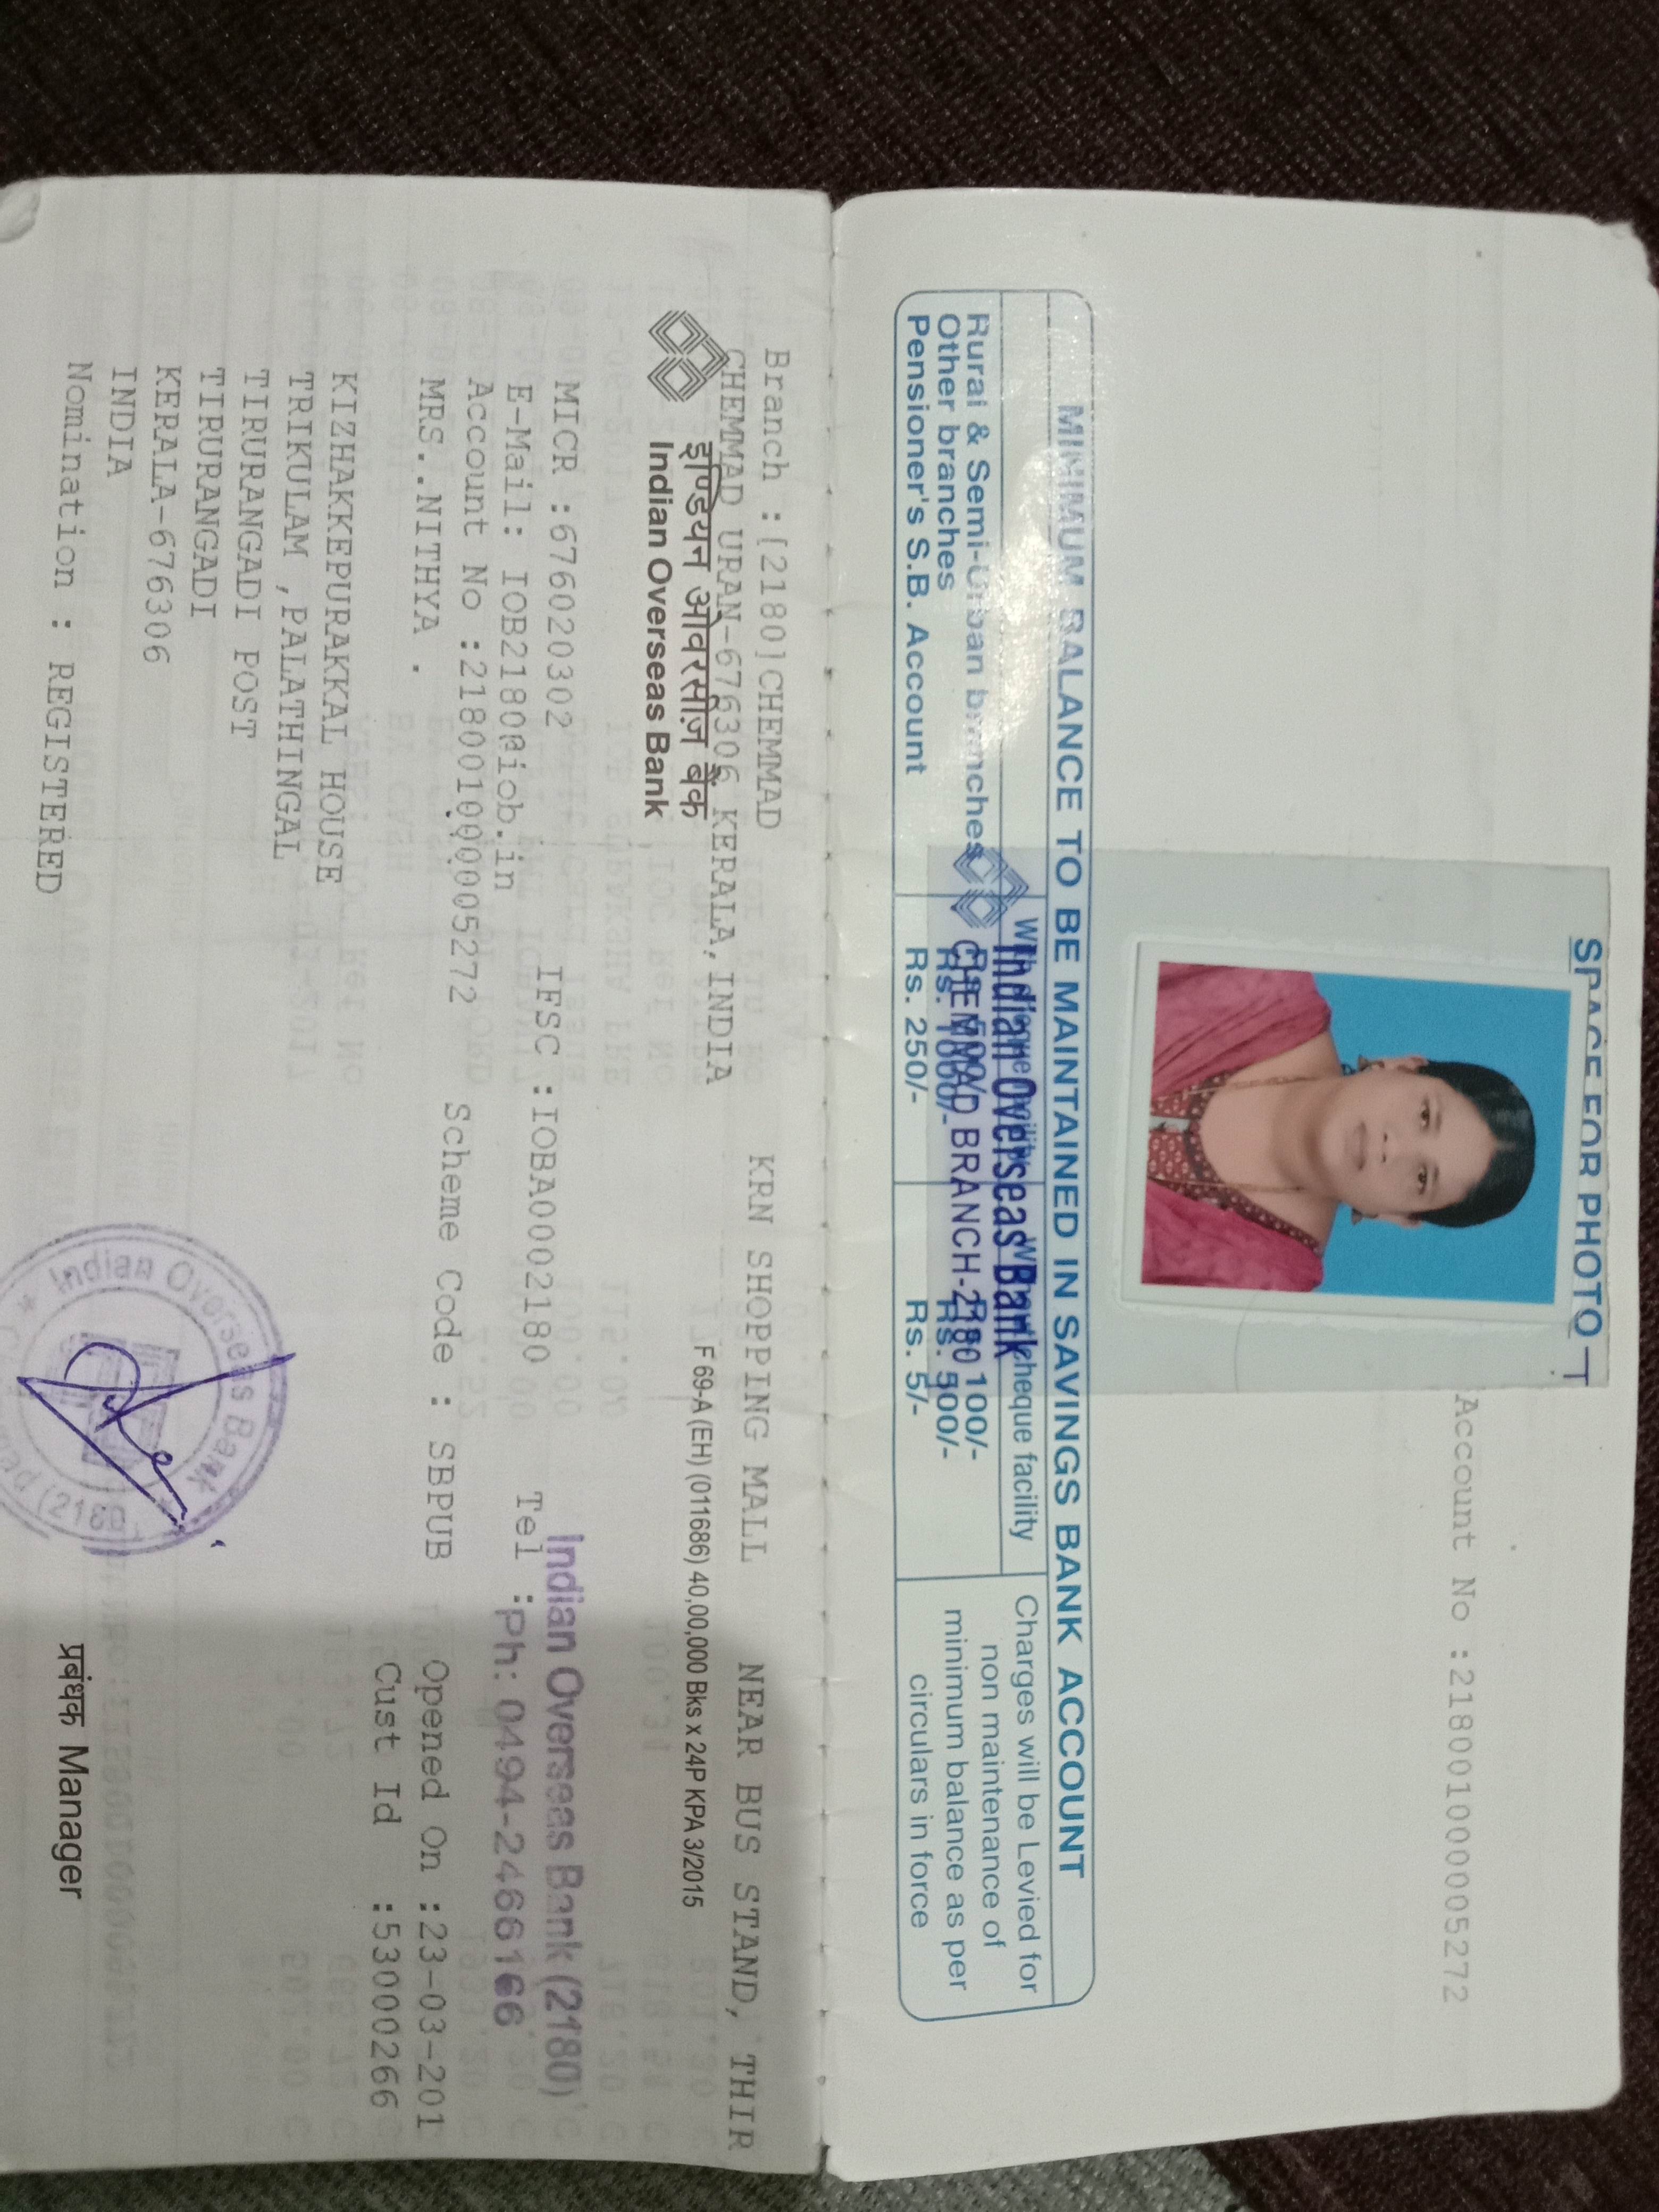 SPACE FOR PHOTO
Account No :218001000005272
MINIMUM BALANCE TO BE MAINTAINED IN SAVINGS BANK ACCOUNT
cheque facility
Charges will be Levied for
non maintenance of
minimum balance as per
circulars in force
Rural & Semi-Urban branches Rs. 500/- Rs. 100/-
Other branches Rs. 1000/- Rs. 500/-
Pensioner's S.B. Account Rs. 250/- Rs. 5/-
Indian Overseas Bank
CHEMMAD BRANCH-2180
Branch :[2180]CHEMMAD KRN SHOPPING MALL NEAR BUS STAND, THIR
CHEMMAD URAN-676306 KERALA, INDIA
इण्डियन ओवरसीज़ बैंक
Indian Overseas Bank
F 69-A (EH) (011686) 40,00,000 Bks x 24P KPA 3/2015
MICR :676020302 IFSC :IOBA0002180
Indian Overseas Bank (2180)
E-Mail: IOB2180@iob.in Tel :Ph: 0494-2466166
Account No :218001000005272 Scheme Code : SBPUB Opened On :23-03-201
MRS..NITHYA . Cust Id :53000266
KIZHAKKEPURAKKAL HOUSE
TRIKULAM ,PALATHINGAL
TIRURANGADI POST
TIRURANGADI
KERALA-676306
INDIA
Nomination : REGISTERED
Indian Overseas Bank
प्रबंधक Manager